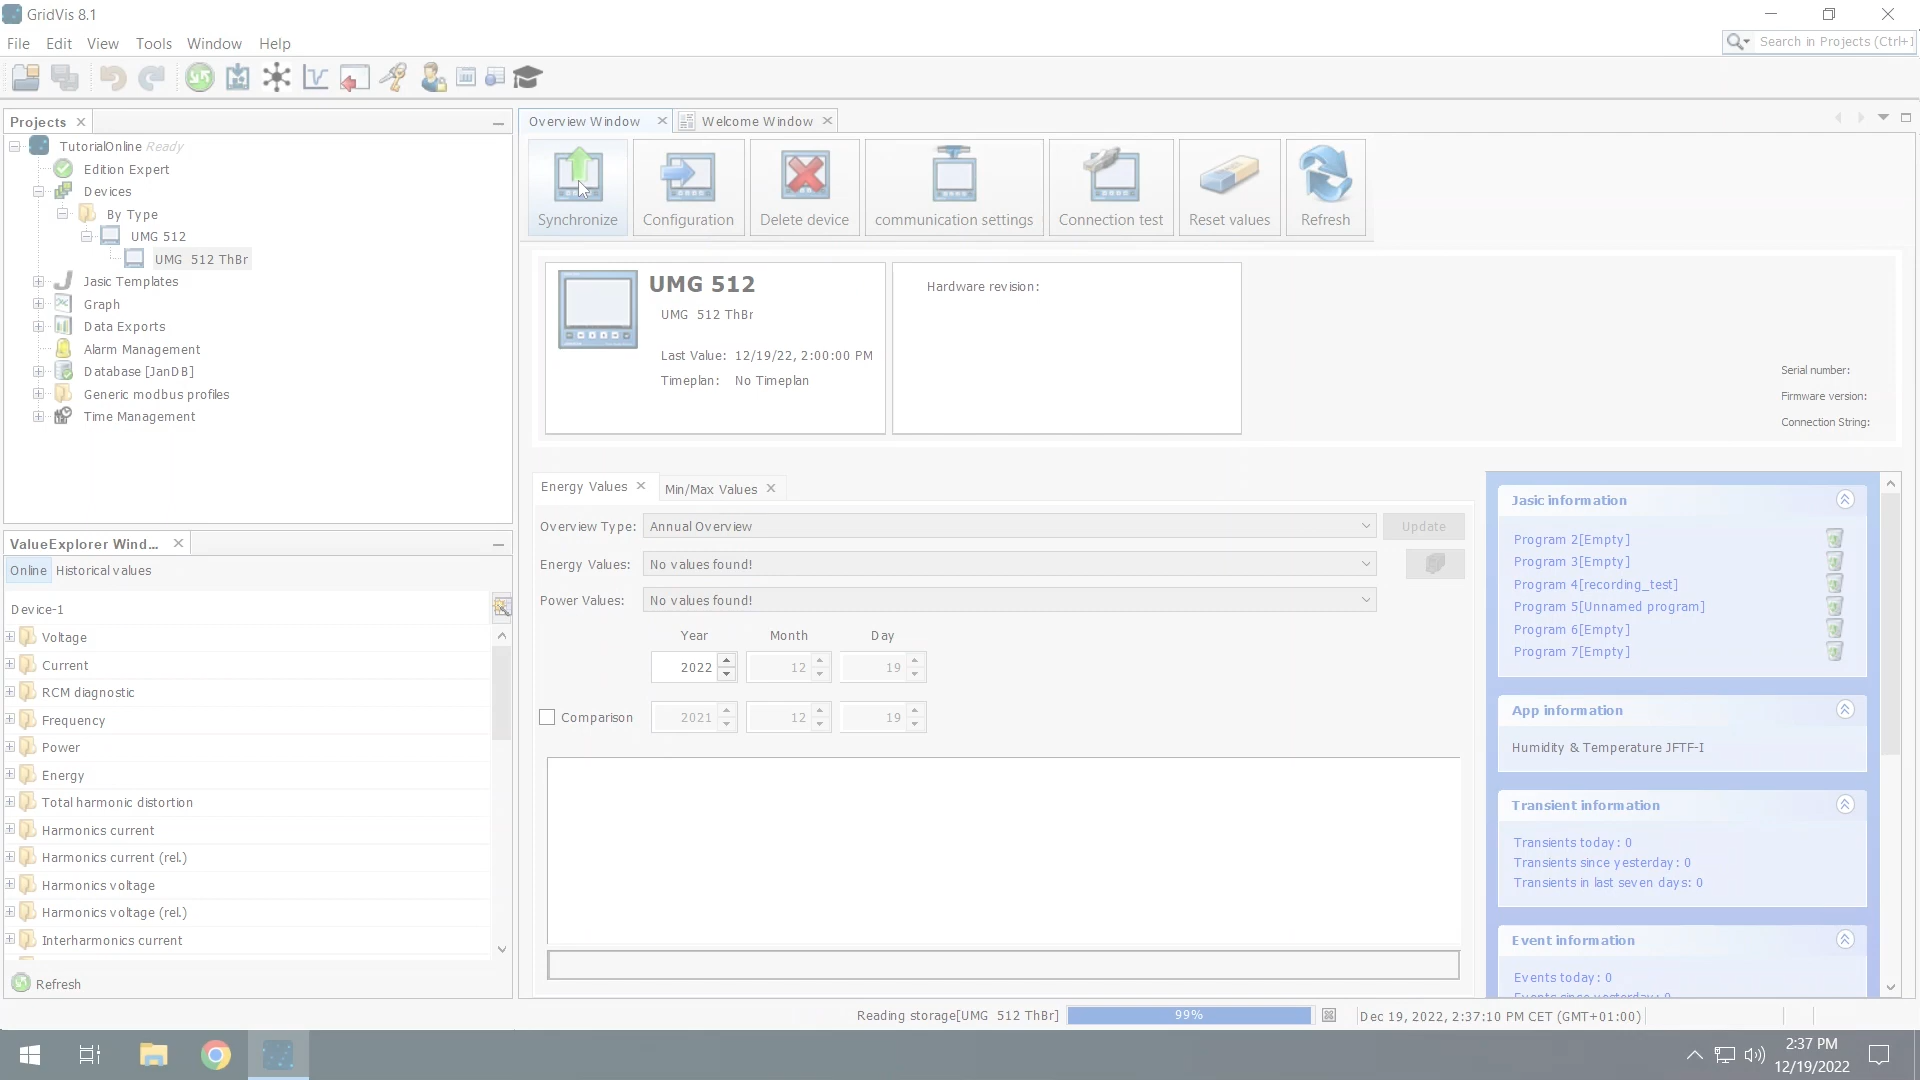 GridVis 8.1
File Edit View Tools Window Help
Search in Projects (Ctrl+I
Projects
TutorialOnline Ready
Edition Expert
Devices
By Type
UMG 512
UMG 512 ThBr
Jasic Templates
Graph
Data Exports
Alarm Management
Database [JanDB]
Generic modbus profiles
Time Management
ValueExplorer Wind...
Online Historical values
Device-1
Voltage
Current
RCM diagnostic
Frequency
Power
Energy
Total harmonic distortion
Harmonics current
Harmonics current (rel.)
Harmonics voltage
Harmonics voltage (rel.)
Interharmonics current
Refresh
Overview Window Welcome Window
Synchronize Configuration Delete device communication settings Connection test Reset values Refresh
UMG 512
UMG 512 ThBr
Last Value: 12/19/22, 2:00:00 PM
Timeplan: No Timeplan
Hardware revision:
Serial number:
Firmware version:
Connection String:
Energy Values Min/Max Values
Overview Type: Annual Overview Update
Energy Values: No values found!
Power Values: No values found!
Year Month Day
2022 12 19
Comparison 2021 12 19
Jasic information
Program 2[Empty]
Program 3[Empty]
Program 4[recording_test]
Program 5[Unnamed program]
Program 6[Empty]
Program 7[Empty]
App information
Humidity & Temperature JFTF-I
Transient information
Transients today: 0
Transients since yesterday: 0
Transients in last seven days: 0
Event information
Events today: 0
Events since yesterday: 0
Reading storage[UMG 512 ThBr] 99% Dec 19, 2022, 2:37:10 PM CET (GMT+01:00)
2:37 PM
12/19/2022